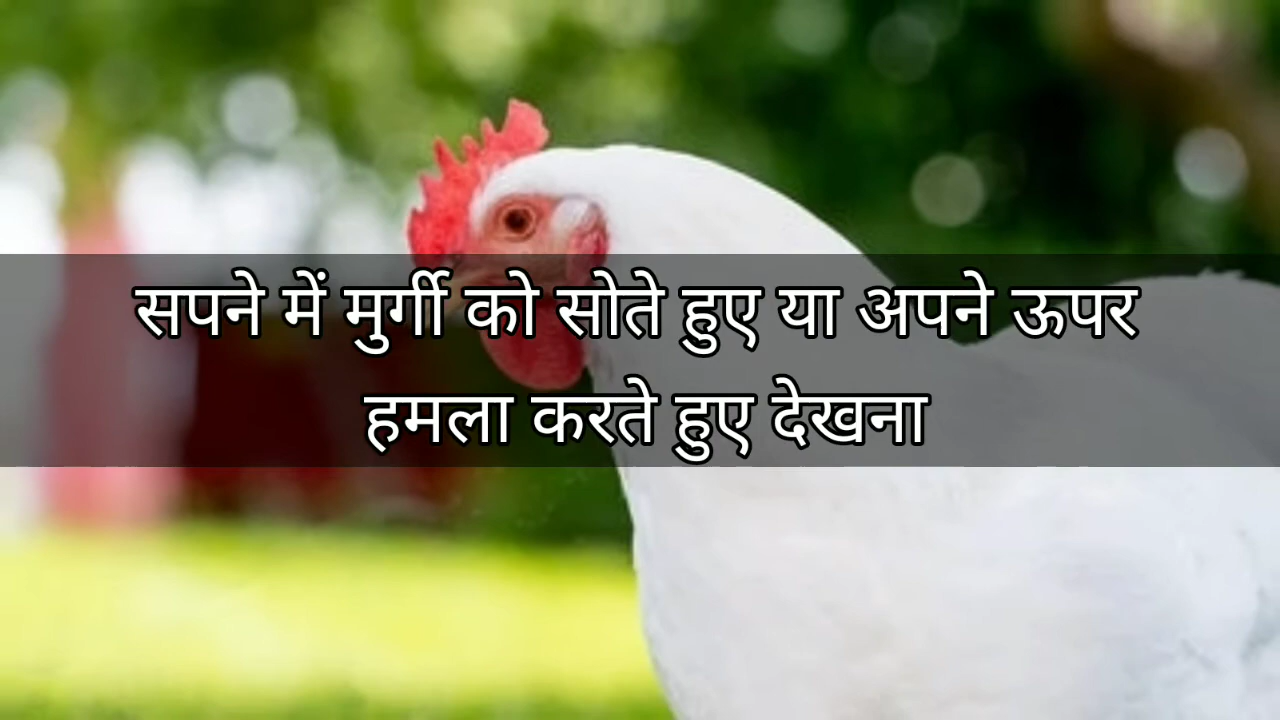 सपने में मुर्गी को सोते हुए या अपने ऊपर
हमला करते हुए देखना